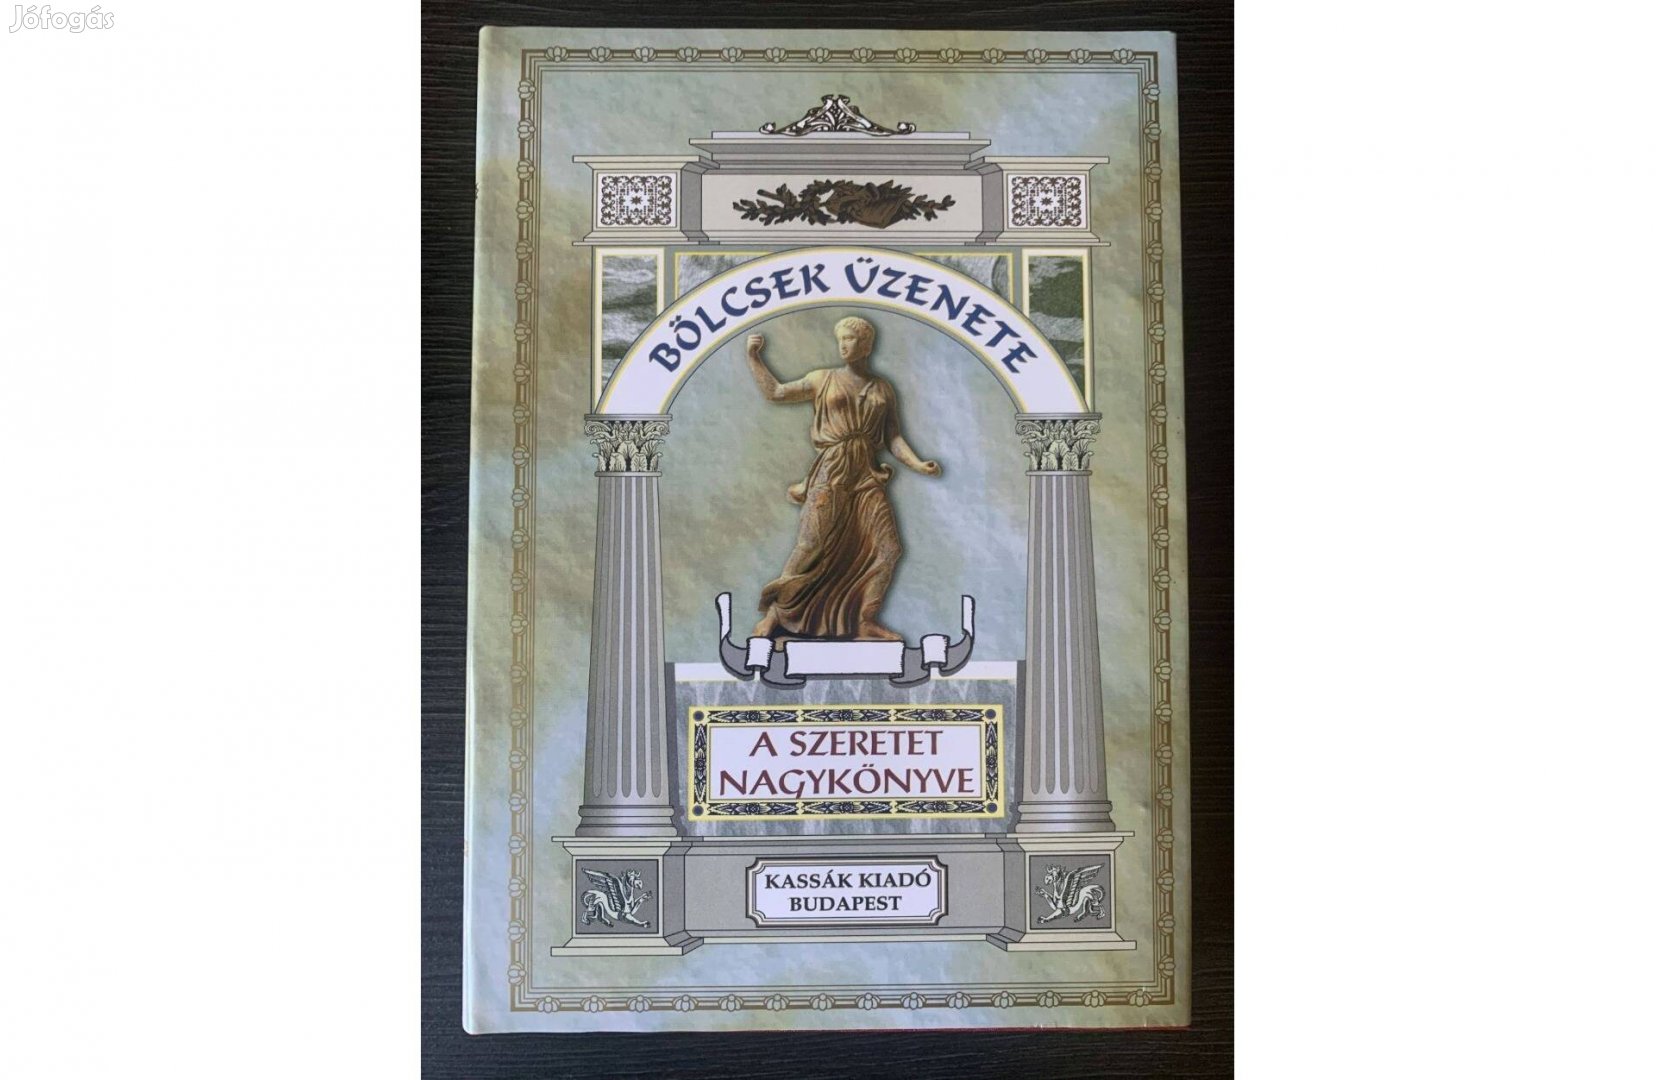 Jófogás
BÖLCSEK ÜZENETE
A SZERETET
NAGYKÖNYVE
KASSÁK KIADÓ
BUDAPEST